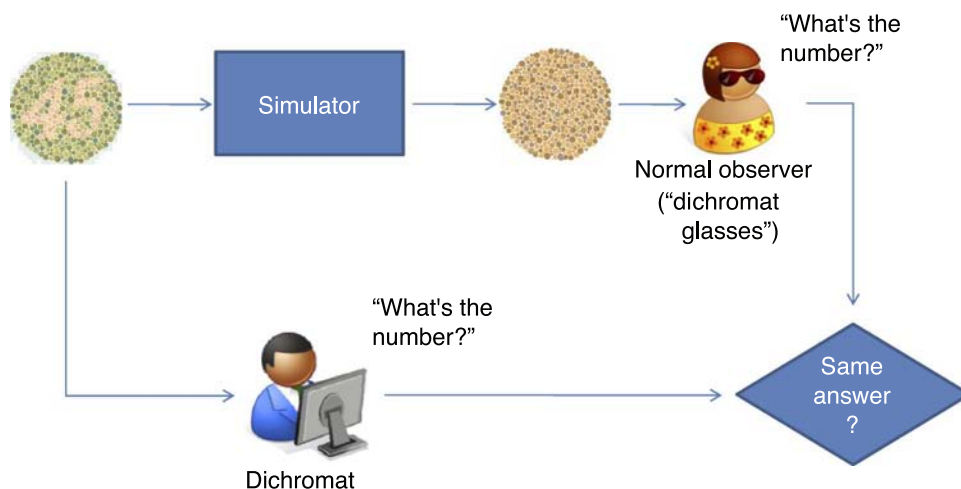 “What's the
number?”
45
Simulator
Normal observer
(“dichromat
glasses”)
“What's the
number?”
Same
answer
?
Dichromat